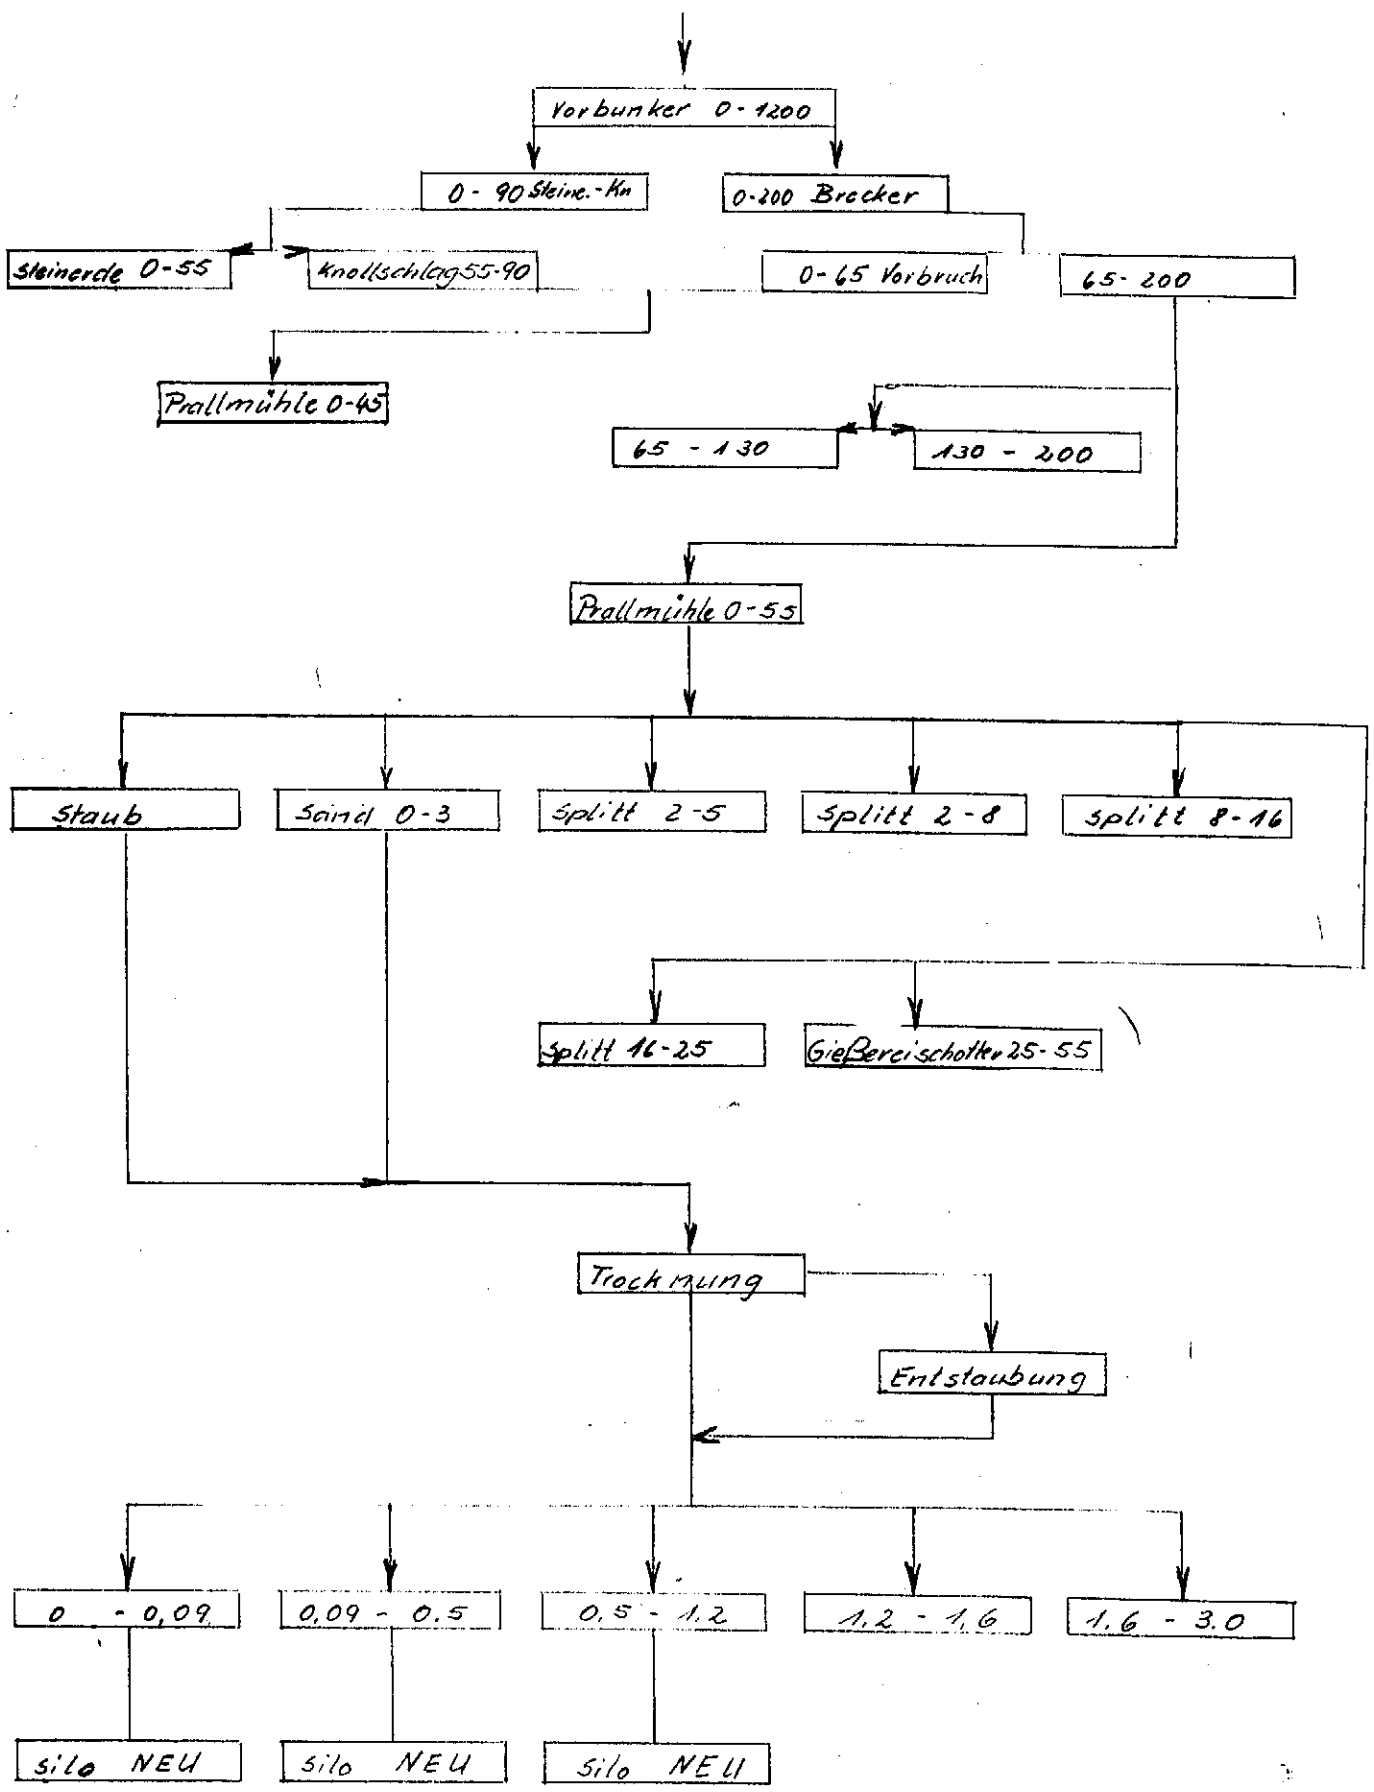 Vorbunker 0-1200
0-90 Steine.-Kn
0-200 Brecker
Steinerde 0-55
Knollschlag 55-90
0-65 Vorbruch
65-200
Prallmühle 0-45
65 - 130
130 - 200
Prallmühle 0-55
Staub
Sand 0-3
Splitt 2-5
Splitt 2-8
Splitt 8-16
Splitt 16-25
Gießereischotter 25-55
Trocknung
Entstaubung
0 - 0,09
0,09 - 0.5
0.5 - 1.2
1.2 - 1,6
1.6 - 3.0
Silo NEU
Silo NEU
Silo NEU